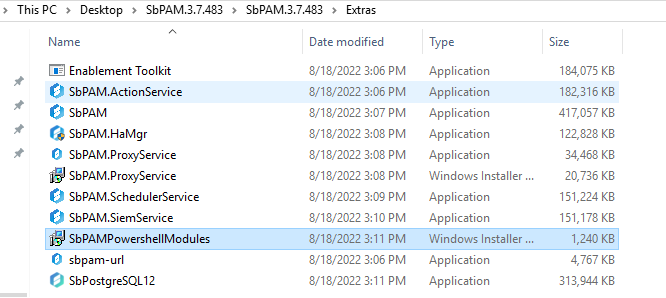 This PC > Desktop > SbPAM.3.7.483 > SbPAM.3.7.483 > Extras
Name Date modified Type Size
Enablement Toolkit 8/18/2022 3:06 PM Application 184,075 KB
SbPAM.ActionService 8/18/2022 3:06 PM Application 182,316 KB
SbPAM 8/18/2022 3:07 PM Application 417,057 KB
SbPAM.HaMgr 8/18/2022 3:08 PM Application 122,828 KB
SbPAM.ProxyService 8/18/2022 3:08 PM Application 34,468 KB
SbPAM.ProxyService 8/18/2022 3:08 PM Windows Installer ... 20,736 KB
SbPAM.SchedulerService 8/18/2022 3:09 PM Application 151,224 KB
SbPAM.SiemService 8/18/2022 3:10 PM Application 151,178 KB
SbPAMPowershellModules 8/18/2022 3:11 PM Windows Installer ... 1,240 KB
sbpam-url 8/18/2022 3:06 PM Application 4,767 KB
SbPostgreSQL12 8/18/2022 3:11 PM Application 313,944 KB